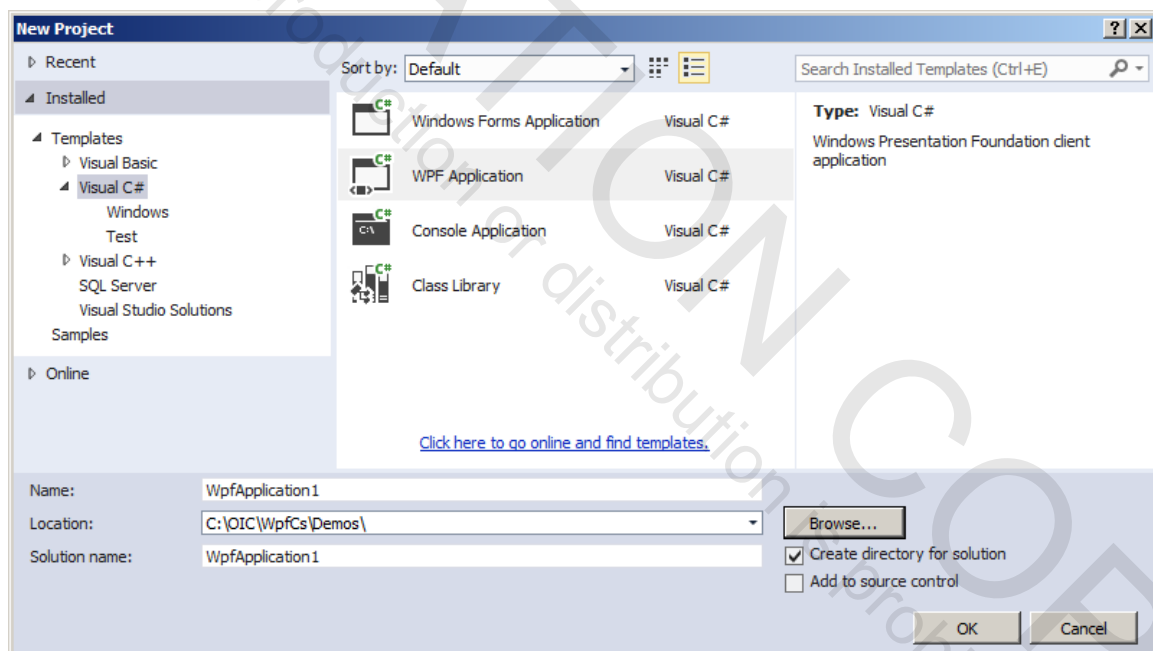 New Project
Recent
Sort by: Default
Search Installed Templates (Ctrl+E)
Installed
Templates
Visual Basic
Visual C#
Windows
Test
Visual C++
SQL Server
Visual Studio Solutions
Samples
Online
C#
Windows Forms Application Visual C#
C#
WPF Application Visual C#
C#
C:\
Console Application Visual C#
C#
Class Library Visual C#
Click here to go online and find templates.
Type: Visual C#
Windows Presentation Foundation client
application
Name: WpfApplication1
Location: C:\OIC\WpfCs\Demos\
Browse...
Solution name: WpfApplication1
Create directory for solution
Add to source control
OK Cancel
distribution is
or